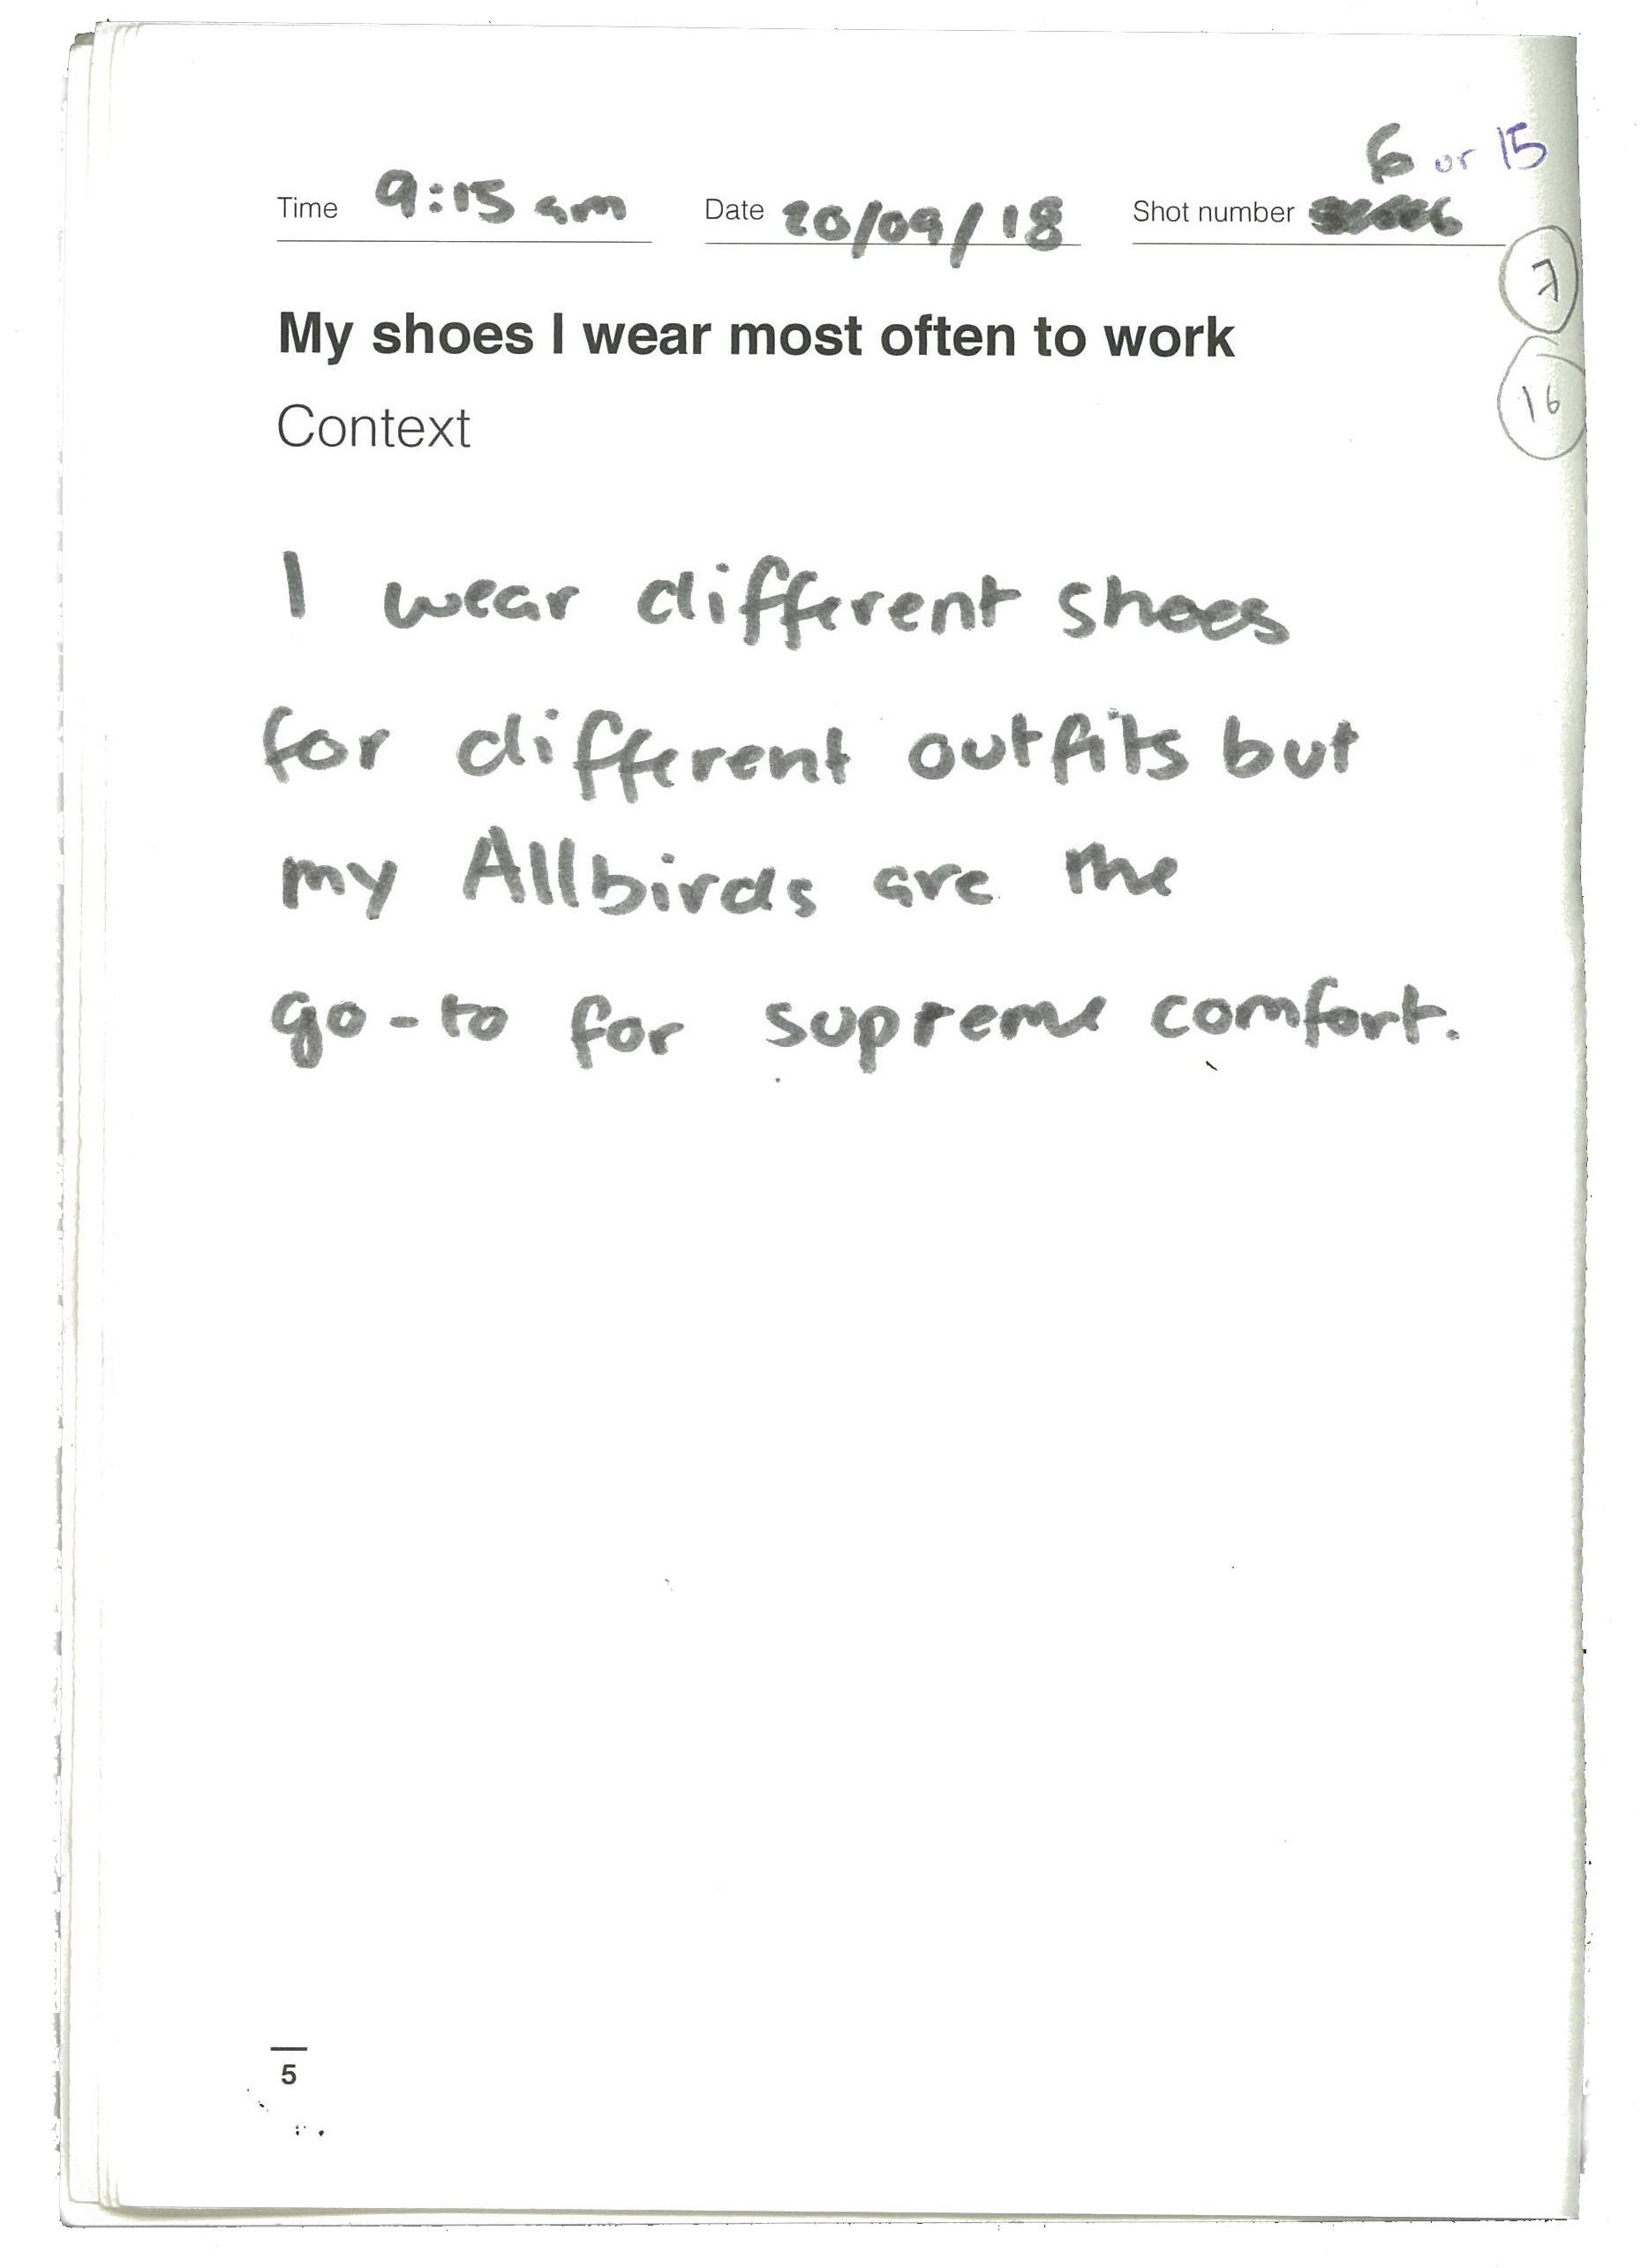 6 or 15
Time 9:15 am Date 20/09/18 Shot number
7
My shoes I wear most often to work
16
Context
I wear different shoes
for different outfits but
my Allbirds are the
go-to for supreme comfort.
5